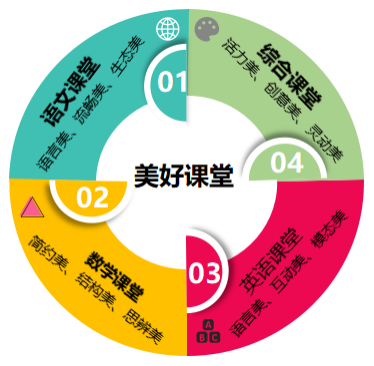 美好课堂
01
语文课堂
语言美、流畅美、生态美
02
数学课堂
简约美、结构美、思辨美
03
英语课堂
语言美、互动美、模态美
A
B C
04
综合课堂
活力美、创意美、灵动美